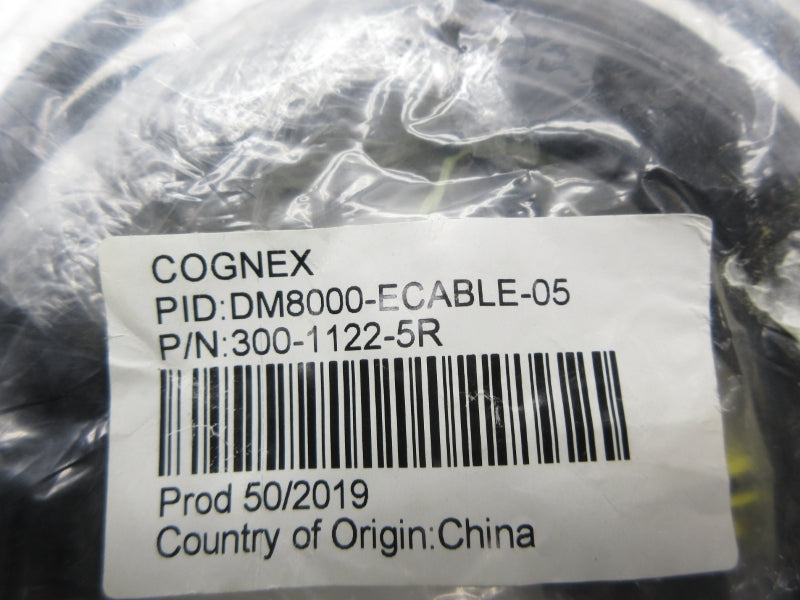 COGNEX
PID:DM8000-ECABLE-05
P/N:300-1122-5R
Prod 50/2019
Country of Origin:China